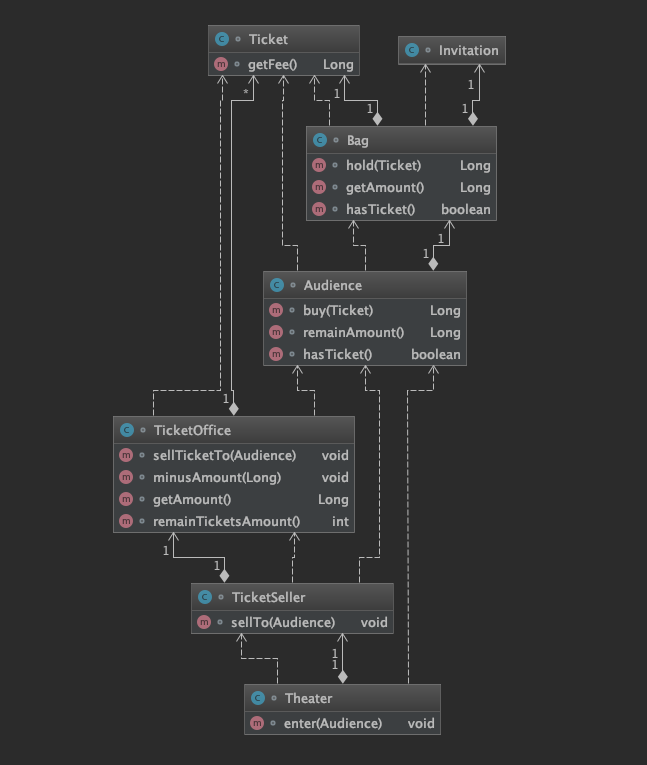 Ticket
getFee() Long
Invitation
* 1 1
1 1
Bag
hold(Ticket) Long
getAmount() Long
hasTicket() boolean
1
1
Audience
buy(Ticket) Long
remainAmount() Long
hasTicket() boolean
1
TicketOffice
sellTicketTo(Audience) void
minusAmount(Long) void
getAmount() Long
remainTicketsAmount() int
1
1
TicketSeller
sellTo(Audience) void
1
1
Theater
enter(Audience) void